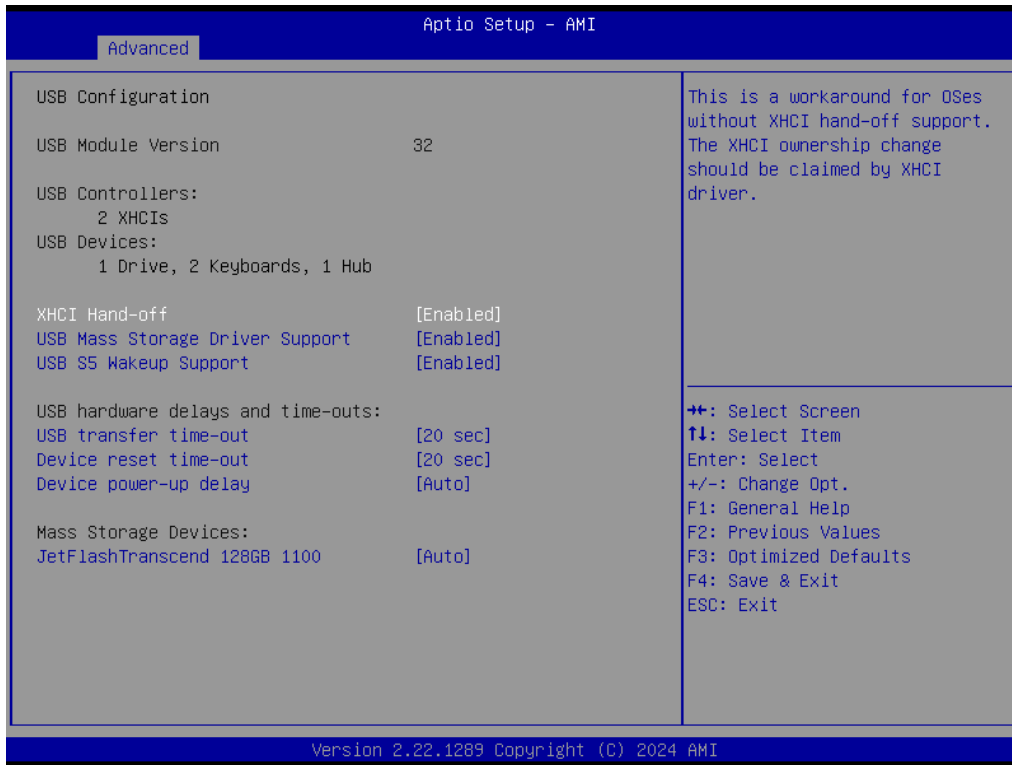 Aptio Setup – AMI
Advanced
USB Configuration
USB Module Version 32
USB Controllers:
2 XHCIs
USB Devices:
1 Drive, 2 Keyboards, 1 Hub
XHCI Hand-off [Enabled]
USB Mass Storage Driver Support [Enabled]
USB S5 Wakeup Support [Enabled]
USB hardware delays and time-outs:
USB transfer time-out [20 sec]
Device reset time-out [20 sec]
Device power-up delay [Auto]
Mass Storage Devices:
JetFlashTranscend 128GB 1100 [Auto]
This is a workaround for OSes
without XHCI hand-off support.
The XHCI ownership change
should be claimed by XHCI
driver.
→←: Select Screen
↑↓: Select Item
Enter: Select
+/-: Change Opt.
F1: General Help
F2: Previous Values
F3: Optimized Defaults
F4: Save & Exit
ESC: Exit
Version 2.22.1289 Copyright (C) 2024 AMI